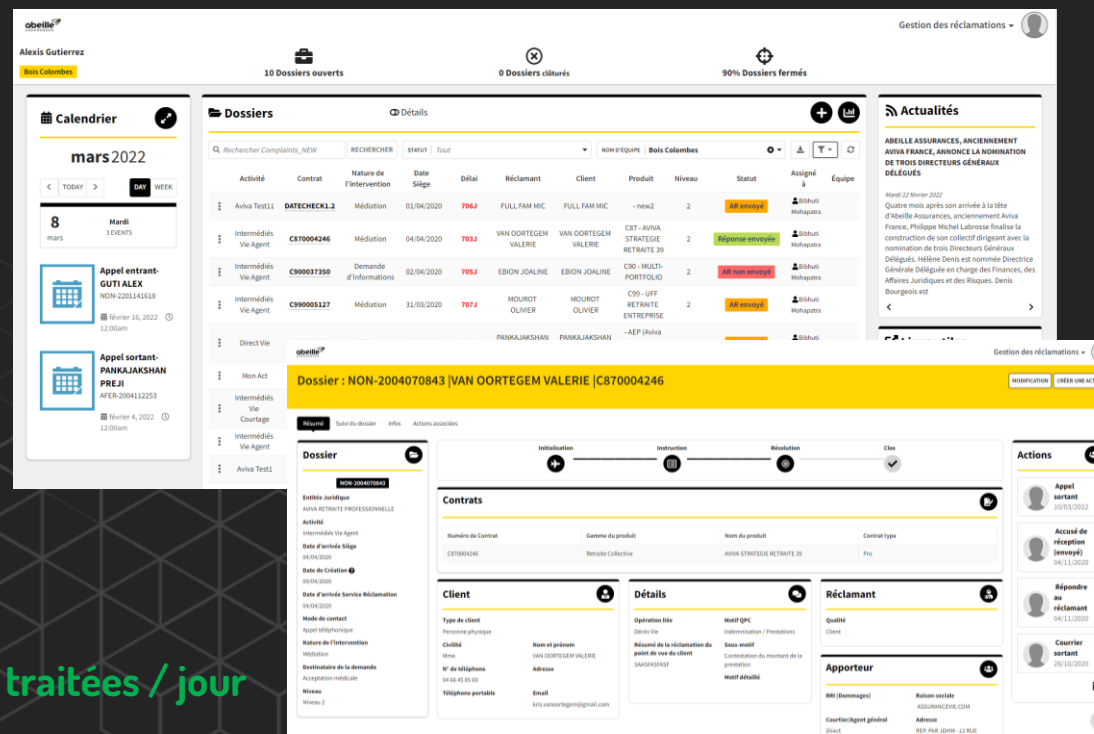 abeille
ASSURANCES
Gestion des réclamations
Alexis Gutierrez
Bois Colombes
10 Dossiers ouverts
0 Dossiers clôturés
90% Dossiers fermés
Calendrier
mars 2022
< TODAY > DAY WEEK
8 Mardi
mars 3 EVENTS
Appel entrant-
GUTI ALEX
NON-2201141618
février 16, 2022
12:00am
Appel sortant-
PANKAJAKSHAN
PREJI
AFER-2004112253
février 4, 2022
12:00am
Dossiers Détails
Rechercher Complaints_NEW RECHERCHER STATUT Tout NOM D'ÉQUIPE Bois Colombes
Activité Contrat Nature de l'intervention Date Siège Délai Réclamant Client Produit Niveau Statut Assigné à Équipe
Aviva Test11 DATECHECK1.2 Médiation 01/04/2020 706J FULL FAM MIC FULL FAM MIC - new2 2 AR envoyé Bibhuti Mohapatra
Intermédiés Vie Agent C870004246 Médiation 04/04/2020 703J VAN OORTEGEM VALERIE VAN OORTEGEM VALERIE C87 - AVIVA STRATEGIE RETRAITE 39 2 Réponse envoyée Bibhuti Mohapatra
Intermédiés Vie Agent C900037350 Demande d'informations 02/04/2020 705J EBION JOALINE EBION JOALINE C90 - MULTI-PORTFOLIO 2 AR non envoyé Bibhuti Mohapatra
Intermédiés Vie Agent C990005127 Médiation 31/03/2020 707J MOUROT OLIVIER MOUROT OLIVIER C99 - UFF RETRAITE ENTREPRISE 2 AR envoyé Bibhuti Mohapatra
Direct Vie PANKAJAKSHAN PANKAJAKSHAN - AEP (Aviva Bibhuti
Mon Act
Intermédiés Vie Courtage
Intermédiés Vie Agent
Aviva Test1
Actualités
ABEILLE ASSURANCES, ANCIENNEMENT
AVIVA FRANCE, ANNONCE LA NOMINATION
DE TROIS DIRECTEURS GÉNÉRAUX
DÉLÉGUÉS
Mardi 22 février 2022
Quatre mois après son arrivée à la tête
d'Abeille Assurances, anciennement Aviva
France, Philippe Michel Labrosse finalise la
construction de son collectif dirigeant avec la
nomination de trois Directeurs Généraux
Délégués. Hélène Denis est nommée Directrice
Générale Déléguée en charge des Finances, des
Affaires Juridiques et des Risques. Denis
Bourgeois est
< >
abeille
Gestion des réclamations
Dossier : NON-2004070843 |VAN OORTEGEM VALERIE |C870004246
MODIFICATION CRÉER UNE ACT
Résumé Suivi du dossier Infos Actions associées
Dossier
NON-2004070843
Entitée Juridique
AVIVA RETRAITE PROFESSIONNELLE
Activité
Intermédiés Vie Agent
Date d'arrivée Siège
04/04/2020
Date de Création
09/04/2020
Date d'arrivée Service Réclamation
04/04/2020
Mode de contact
Appel téléphonique
Nature de l'intervention
Médiation
Destinataire de la demande
Acceptation médicale
Niveau
Niveau 2
Initialisation Instruction Résolution Clos
Contrats
Numéro de Contrat Gamme du produit Nom du produit Contrat type
C870004246 Retraite Collective AVIVA STRATEGIE RETRAITE 39 Pro
Client
Type de client
Personne physique
Civilité Nom et prénom
Mme VAN OORTEGEM VALERIE
N° de téléphone Adresse
04 66 45 85 69
Téléphone portable Email
kris.vanoortegem@gmail.com
Détails
Opération liée Motif QPC
Décès Vie Indemnisation / Prestations
Résumé de la réclamation du point de vue du client Sous-motif
SAASFASFASF Contestation du montant de la prestation
Motif détaillé
Réclamant
Qualité
Client
Apporteur
BRI (Dommages) Raison sociale
ASSURANCEVIE.COM
Courtier/Agent général Adresse
Direct REP. PAR JDHH - 13 RUE
Actions
Appel
sortant
10/03/2022
Accusé de
réception
(envoyé)
04/11/2020
Répondre
au
réclamant
04/11/2020
Courrier
sortant
28/10/2020
traitées / jour